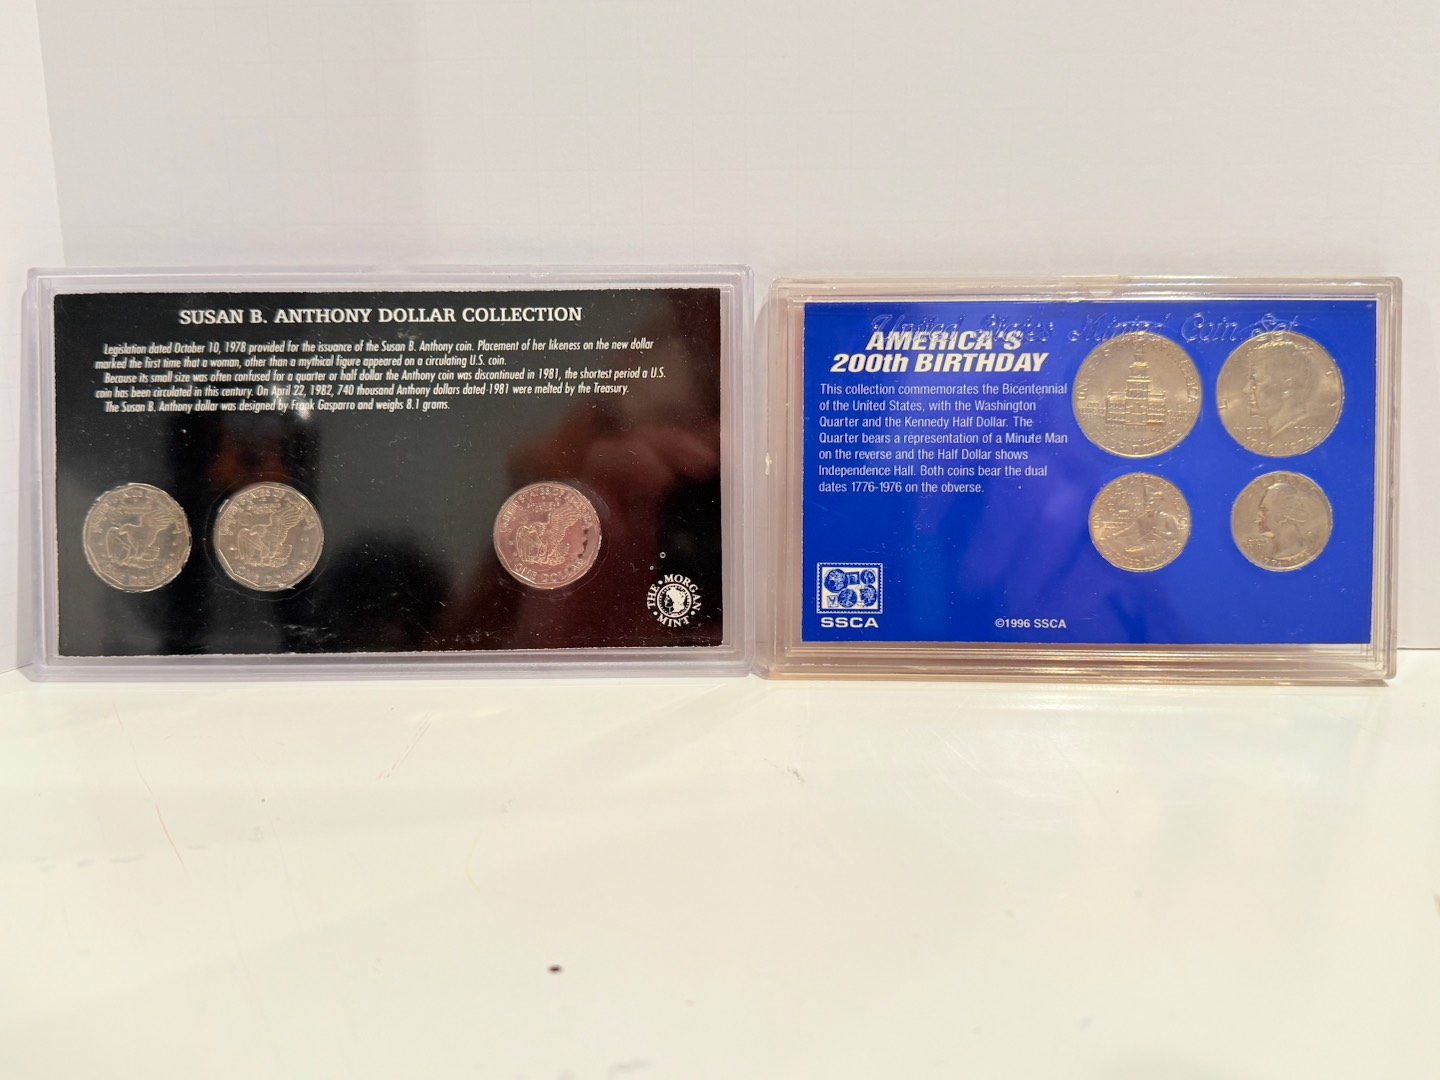 SUSAN B. ANTHONY DOLLAR COLLECTION
Legislation dated October 10, 1978 provided for the issuance of the Susan B. Anthony coin. Placement of her likeness on the new dollar
marked the first time that a woman, other than a mythical figure appeared on a circulating U.S. coin.
Because its small size was often confused for a quarter or half dollar the Anthony coin was discontinued in 1981, the shortest period a U.S.
coin has been circulated in this century. On April 22, 1982, 740 thousand Anthony dollars dated-1981 were melted by the Treasury.
The Susan B. Anthony dollar was designed by Frank Gasparro and weighs 8.1 grams.
ONE DOLLAR
UNITED STATES OF AMERICA
ONE DOLLAR
THE MORGAN
MINT
United States Minted Coin Set
AMERICA'S
200th BIRTHDAY
This collection commemorates the Bicentennial
of the United States, with the Washington
Quarter and the Kennedy Half Dollar. The
Quarter bears a representation of a Minute Man
on the reverse and the Half Dollar shows
Independence Hall. Both coins bear the dual
dates 1776-1976 on the obverse.
SSCA
©1996 SSCA